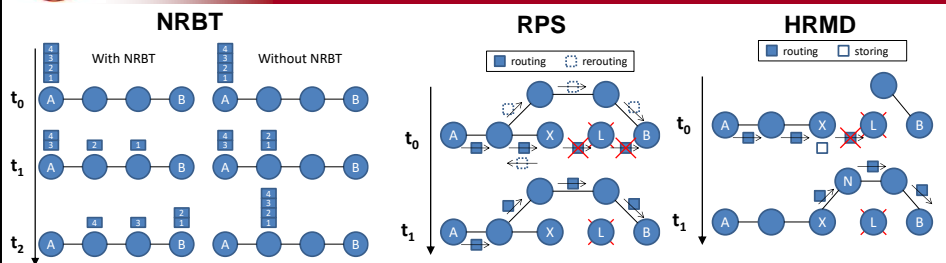 NRBT
With NRBT
Without NRBT
t0
4
3
2
1
A
B
4
3
2
1
A
B
t1
4
3
2
1
A
B
4
3
2
1
A
B
t2
4
3
2
1
A
B
4
3
2
1
A
B
RPS
routing
rerouting
t0
A
X
L
B
t1
A
X
L
B
HRMD
routing
storing
t0
A
X
L
B
t1
N
A
X
L
B